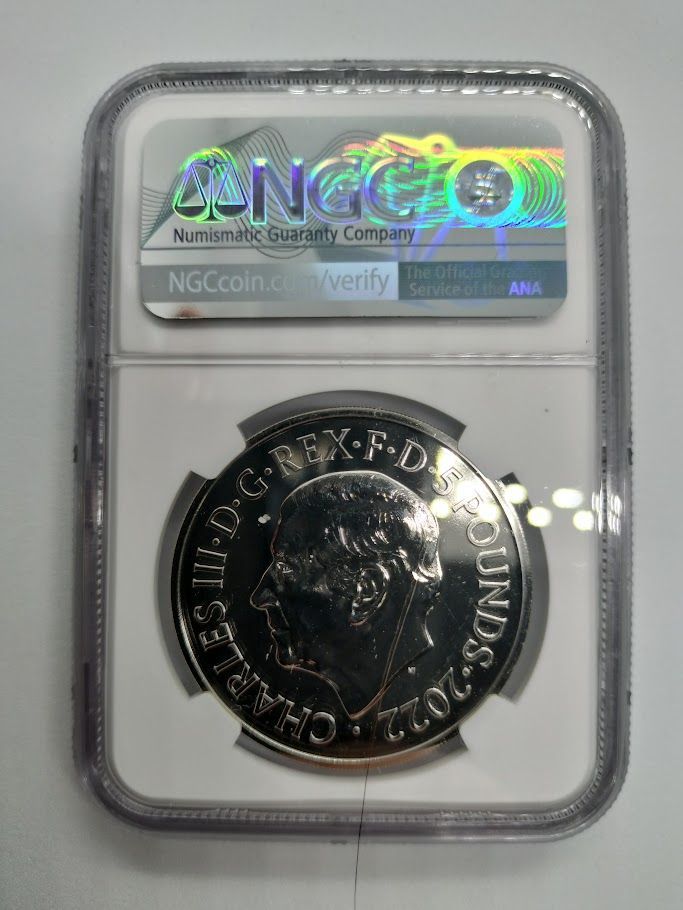 NGC
Numismatic Guaranty Company
NGCcoin.com/verify
The Official Grading
Service of the ANA
CHARLES III·D·G·REX·F·D·5 POUNDS·2022·